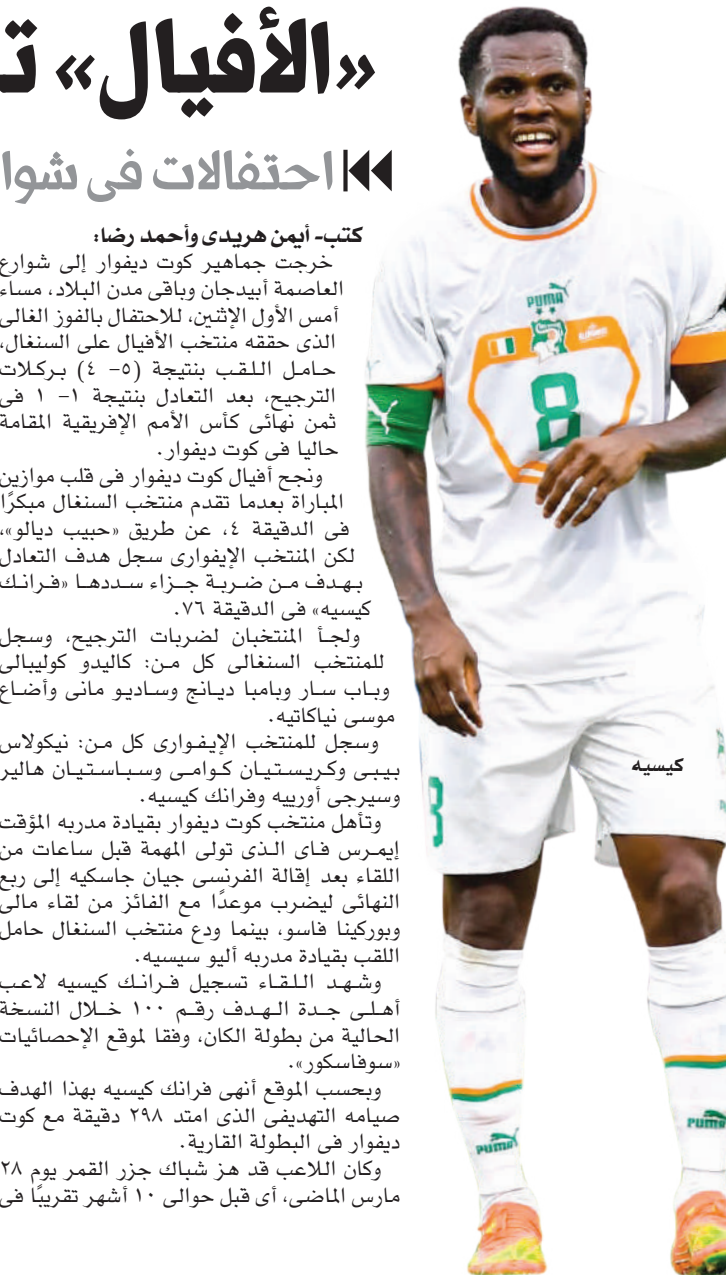 «الأفيال»
احتفالات فى
كتب- أيمن هريدى وأحمد رضا:
خرجت جماهير كوت ديفوار إلى شوارع
العاصمة أبيدجان وباقى مدن البلاد، مساء
أمس الأول الإثنين، للاحتفال بالفوز الغالى
الذى حققه منتخب الأفيال على السنغال،
حامل اللقب بنتيجة (٥- ٤) بركلات
الترجيح، بعد التعادل بنتيجة ١- ١ فى
ثمن نهائى كأس الأمم الإفريقية المقامة
حاليا فى كوت ديفوار.
ونجح أفيال كوت ديفوار فى قلب موازين
المباراة بعدما تقدم منتخب السنغال مبكرًا
فى الدقيقة ٤، عن طريق «حبيب ديالو»،
لكن المنتخب الإيفوارى سجل هدف التعادل
بهدف من ضربة جزاء سددها «فرانك
كيسيه» فى الدقيقة ٧٦.
ولجأ المنتخبان لضربات الترجيح، وسجل
للمنتخب السنغالى كل من: كاليدو كوليبالى
وباب سار وبامبا ديانج وساديو مانى وأضاع
موسى نياكاتيه.
وسجل للمنتخب الإيفوارى كل من: نيكولاس
بيبى وكريستيان كوامى وسباستيان هالير
وسيرجى أورييه وفرانك كيسيه.
وتأهل منتخب كوت ديفوار بقيادة مدربه المؤقت
إيمرس فاى الذى تولى المهمة قبل ساعات من
اللقاء بعد إقالة الفرنسى جيان جاسكيه إلى ربع
النهائى ليضرب موعدًا مع الفائز من لقاء مالى
وبوركينا فاسو، بينما ودع منتخب السنغال حامل
اللقب بقيادة مدربه أليو سيسيه.
وشهد اللقاء تسجيل فرانك كيسيه لاعب
أهلى جدة الهدف رقم ١٠٠ خلال النسخة
الحالية من بطولة الكان، وفقا لموقع الإحصائيات
«سوفاسكور».
وبحسب الموقع أنهى فرانك كيسيه بهذا الهدف
صيامه التهديفى الذى امتد ٢٩٨ دقيقة مع كوت
ديفوار فى البطولة القارية.
وكان اللاعب قد هز شباك جزر القمر يوم ٢٨
مارس الماضى، أى قبل حوالى ١٠ أشهر تقريبًا فى
PUMA
8
كيسيه
8
PUMA
PUMA